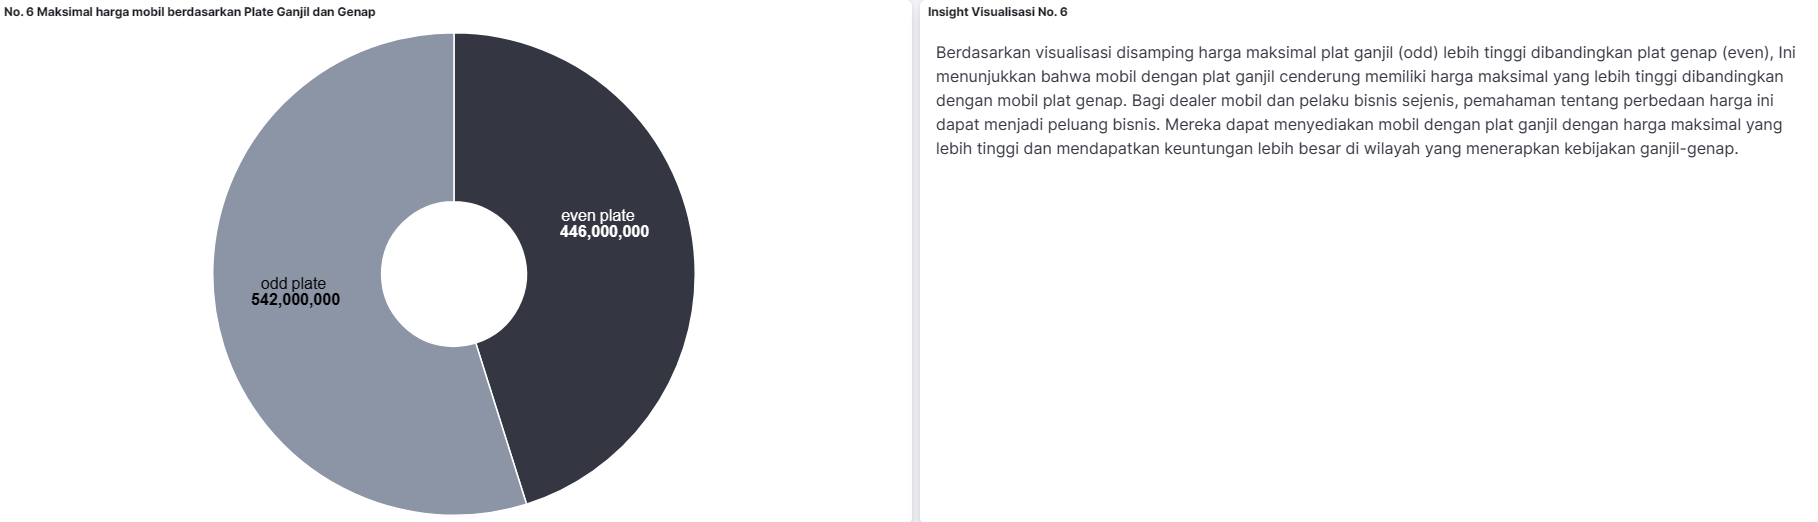 No. 6 Maksimal harga mobil berdasarkan Plate Ganjil dan Genap
even plate
446,000,000
odd plate
542,000,000
Insight Visualisasi No. 6
Berdasarkan visualisasi disamping harga maksimal plat ganjil (odd) lebih tinggi dibandingkan plat genap (even), Ini
menunjukkan bahwa mobil dengan plat ganjil cenderung memiliki harga maksimal yang lebih tinggi dibandingkan
dengan mobil plat genap. Bagi dealer mobil dan pelaku bisnis sejenis, pemahaman tentang perbedaan harga ini
dapat menjadi peluang bisnis. Mereka dapat menyediakan mobil dengan plat ganjil dengan harga maksimal yang
lebih tinggi dan mendapatkan keuntungan lebih besar di wilayah yang menerapkan kebijakan ganjil-genap.